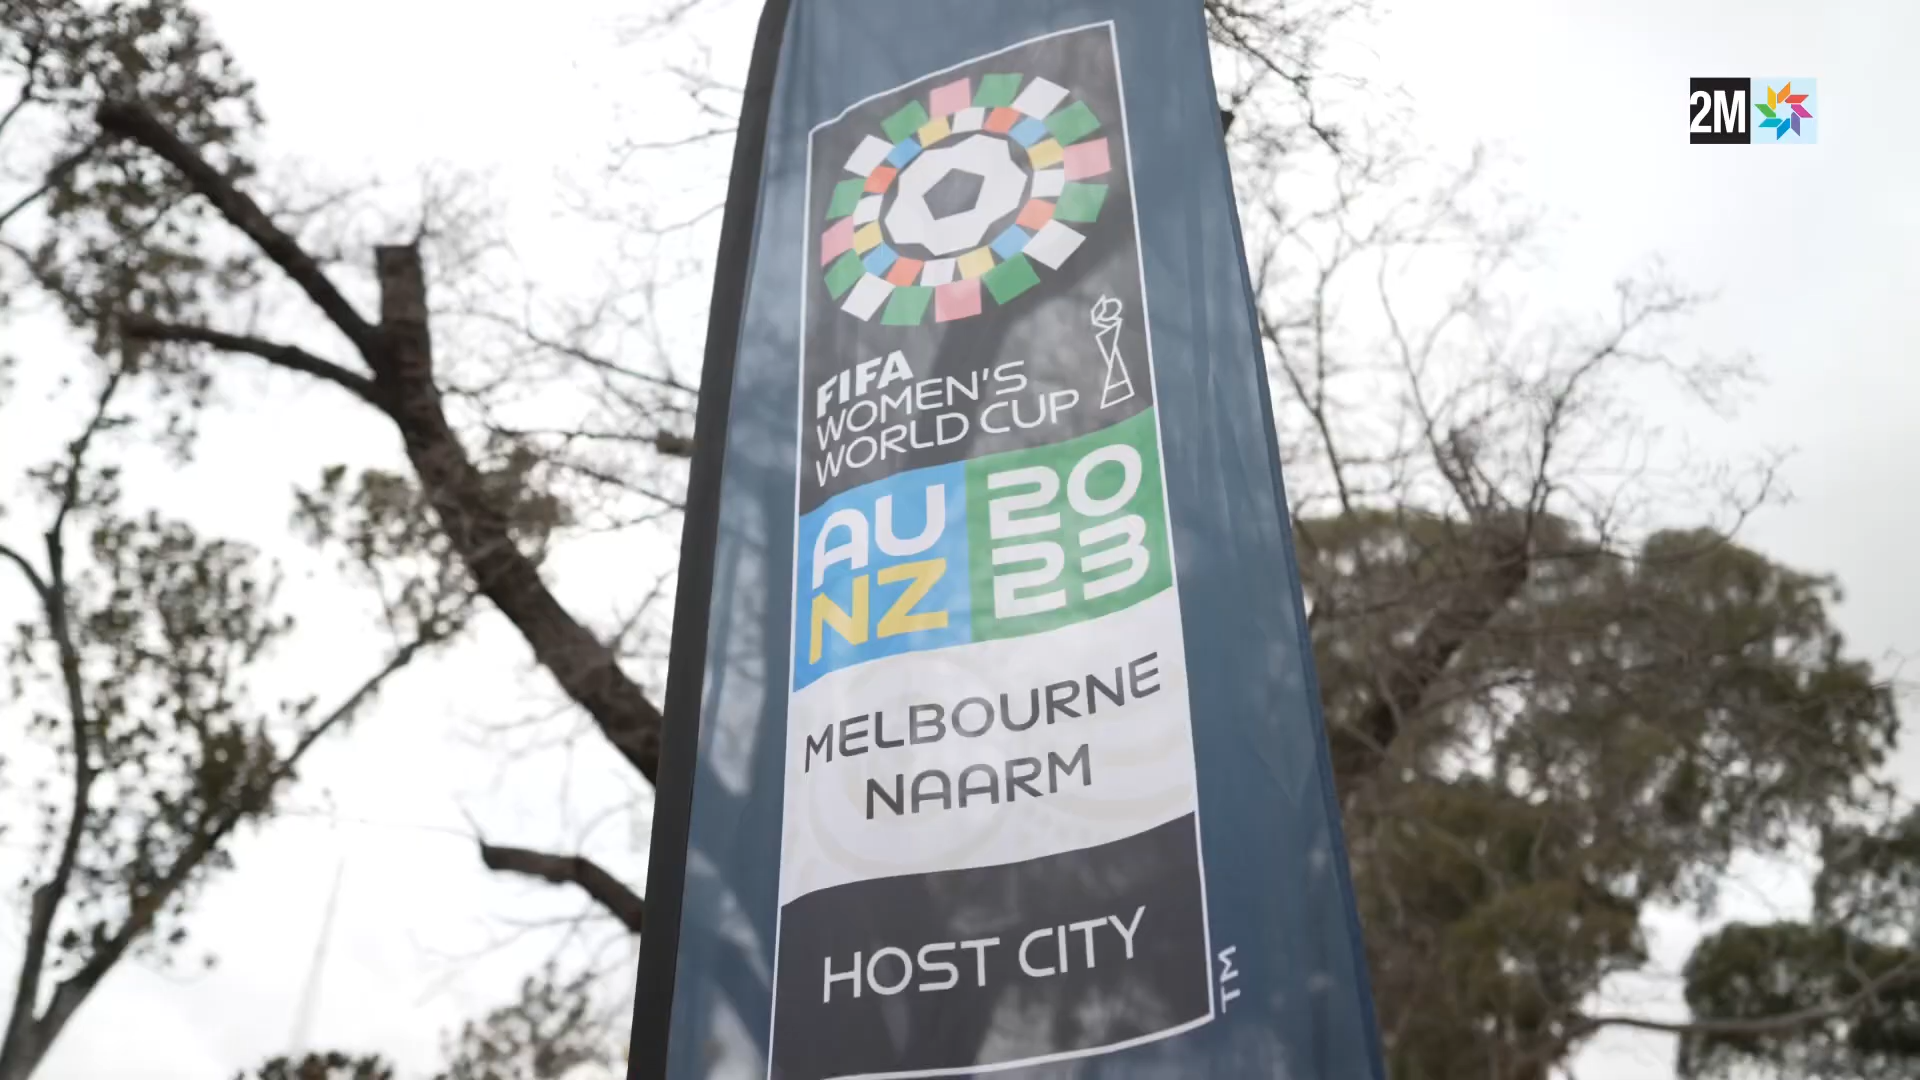 2M
FIFA
WOMEN'S
WORLD CUP
AU 20
NZ 23
MELBOURNE
NAARM
HOST CITY
TM